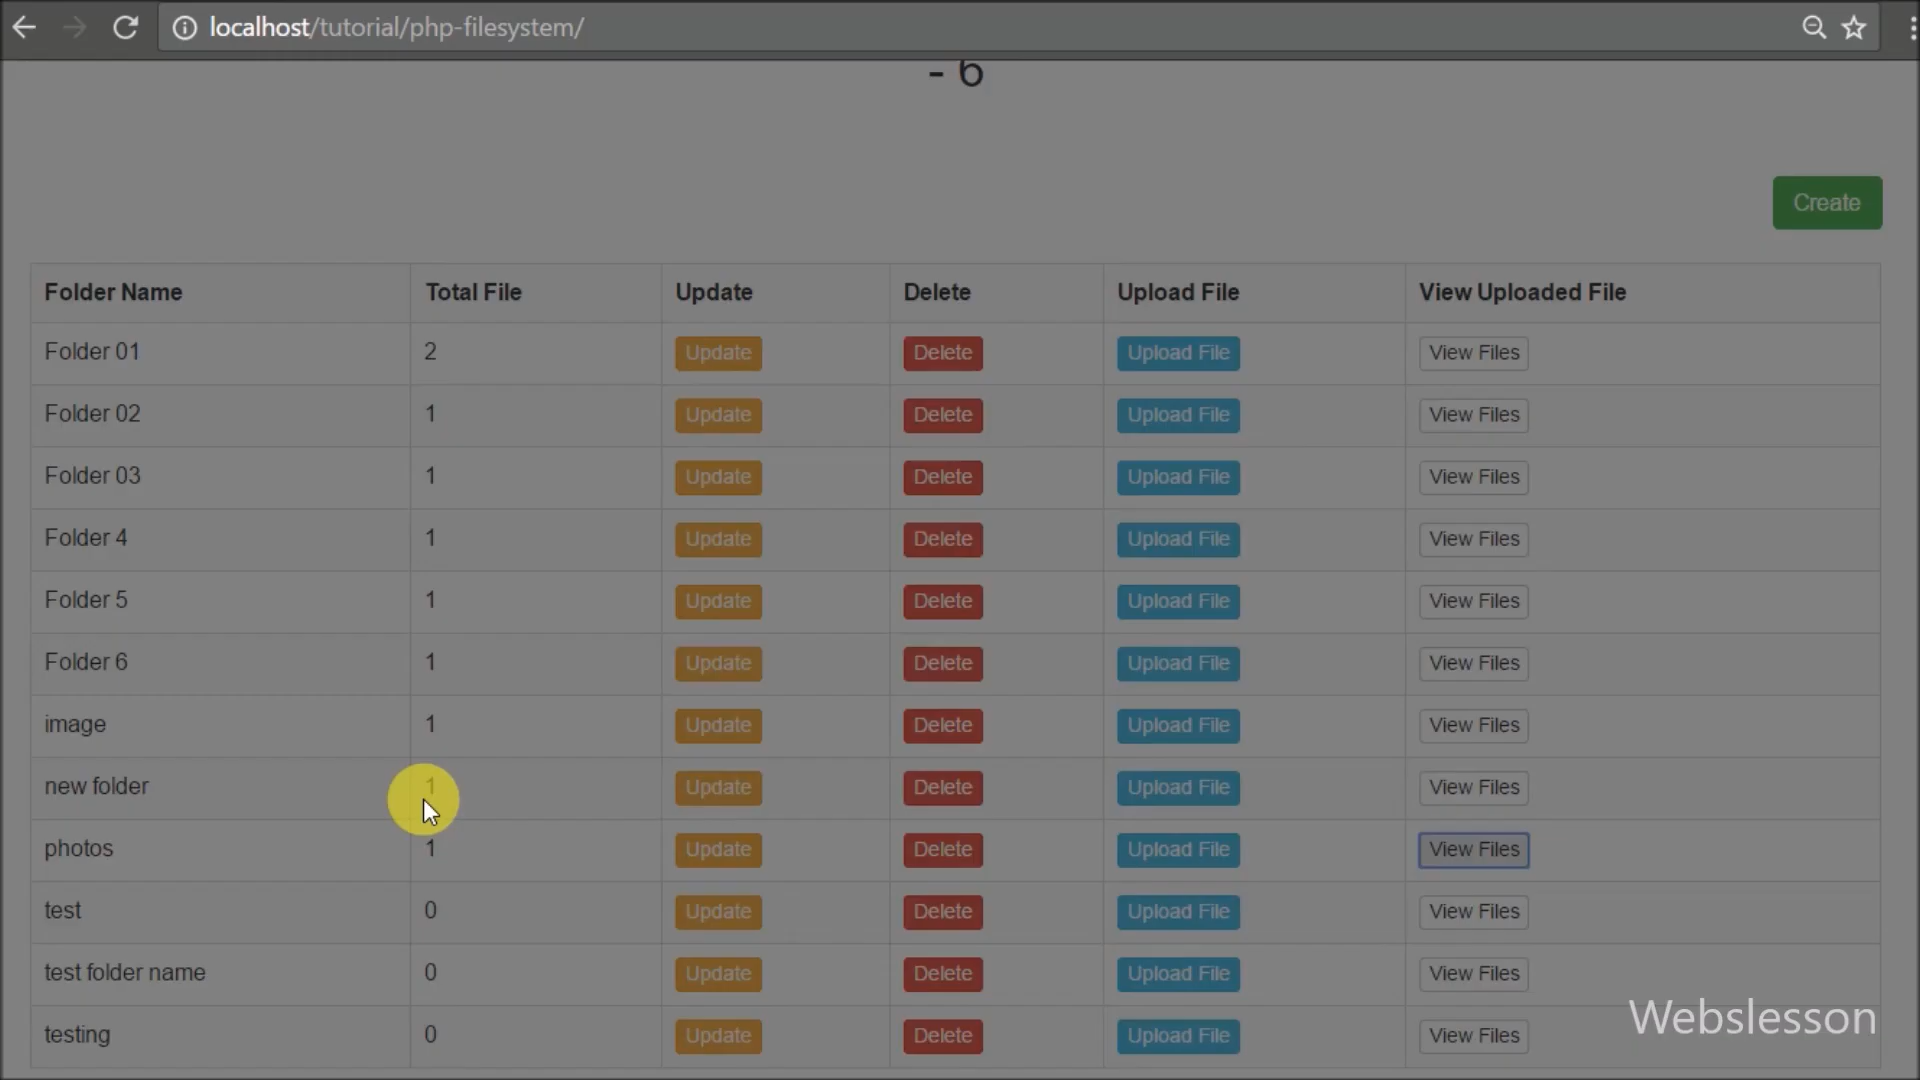 localhost/tutorial/php-filesystem/
- 6
Create
Folder Name Total File Update Delete Upload File View Uploaded File
Folder 01 2 Update Delete Upload File View Files
Folder 02 1 Update Delete Upload File View Files
Folder 03 1 Update Delete Upload File View Files
Folder 4 1 Update Delete Upload File View Files
Folder 5 1 Update Delete Upload File View Files
Folder 6 1 Update Delete Upload File View Files
image 1 Update Delete Upload File View Files
new folder 1 Update Delete Upload File View Files
photos 1 Update Delete Upload File View Files
test 0 Update Delete Upload File View Files
test folder name 0 Update Delete Upload File View Files
testing 0 Update Delete Upload File View Files
Webslesson